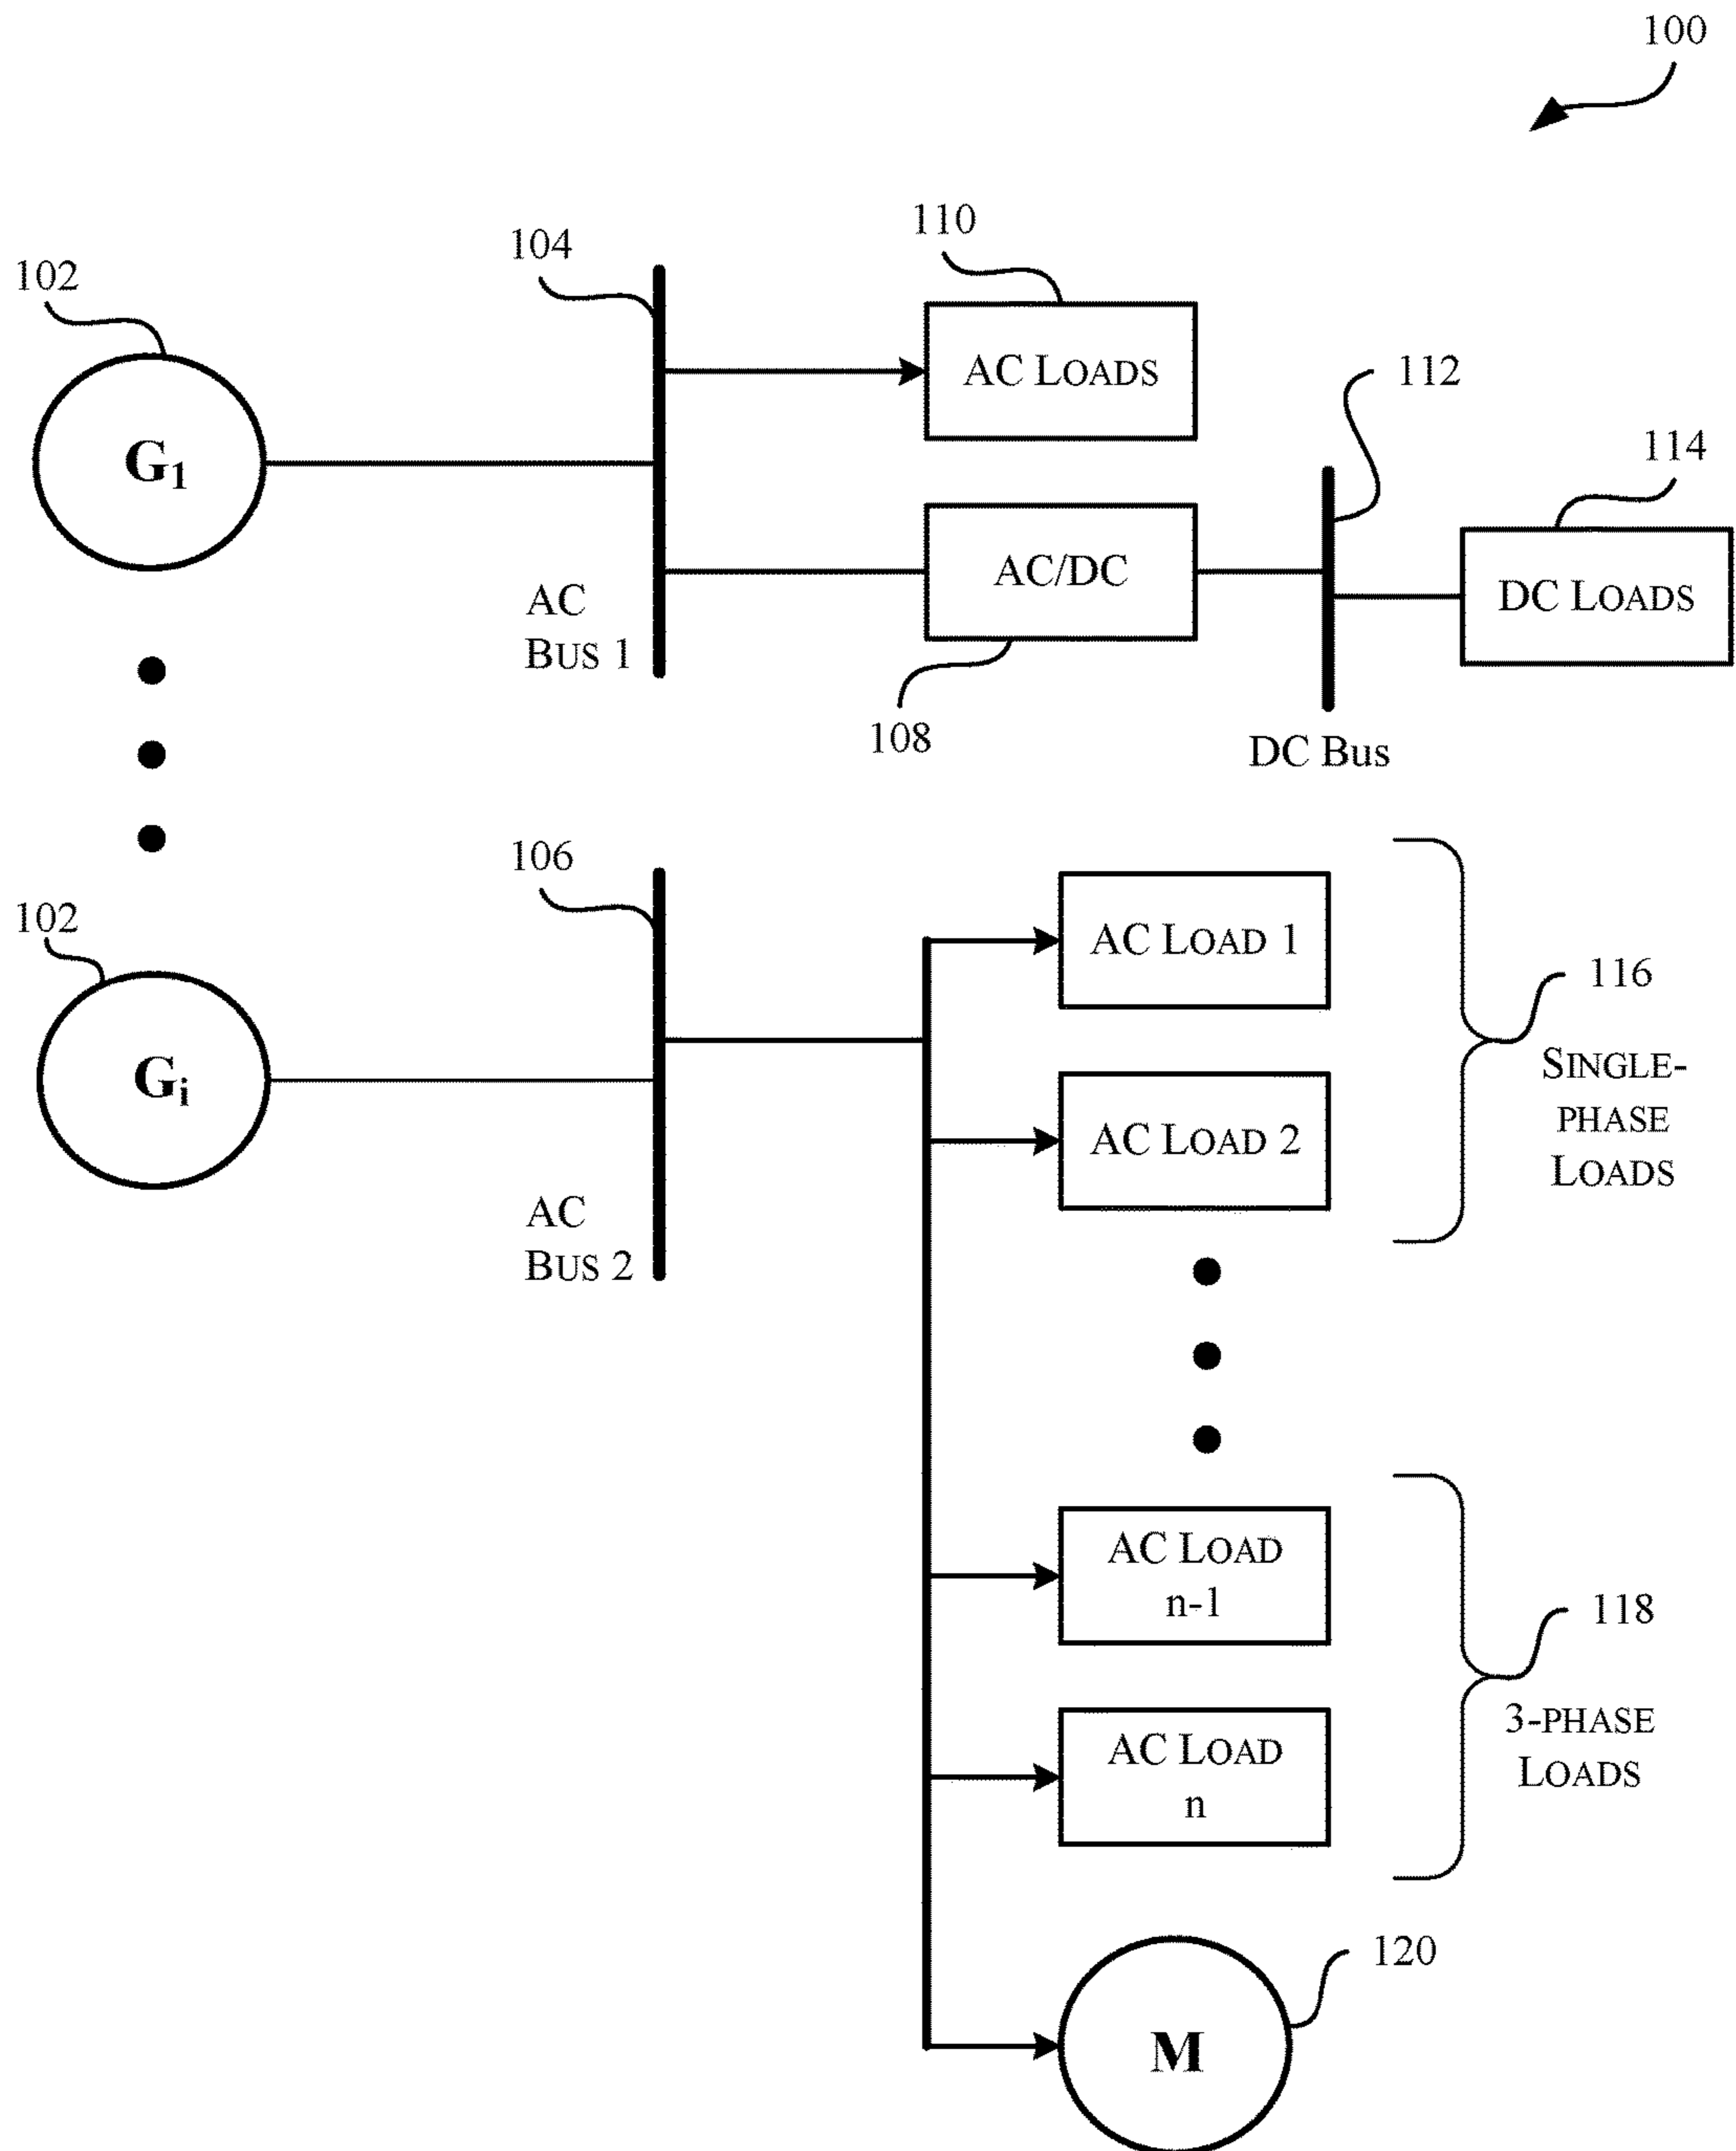 100
110
104
102
AC LOADS
112
G1
114
AC/DC
DC LOADS
AC
BUS 1
108
DC Bus
106
102
AC LOAD 1
116
Gi
AC LOAD 2
SINGLE-
PHASE
LOADS
AC
BUS 2
AC LOAD
n-1
118
3-PHASE
LOADS
AC LOAD
n
120
M